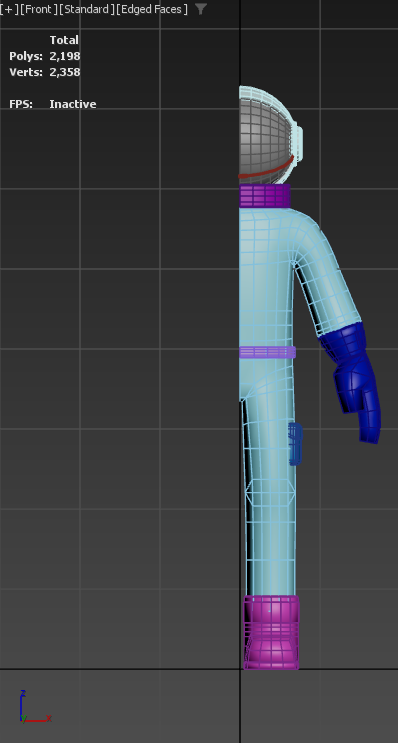 [+][Front][Standard][Edged Faces]
Total
Polys: 2,198
Verts: 2,358
FPS: Inactive
z
x